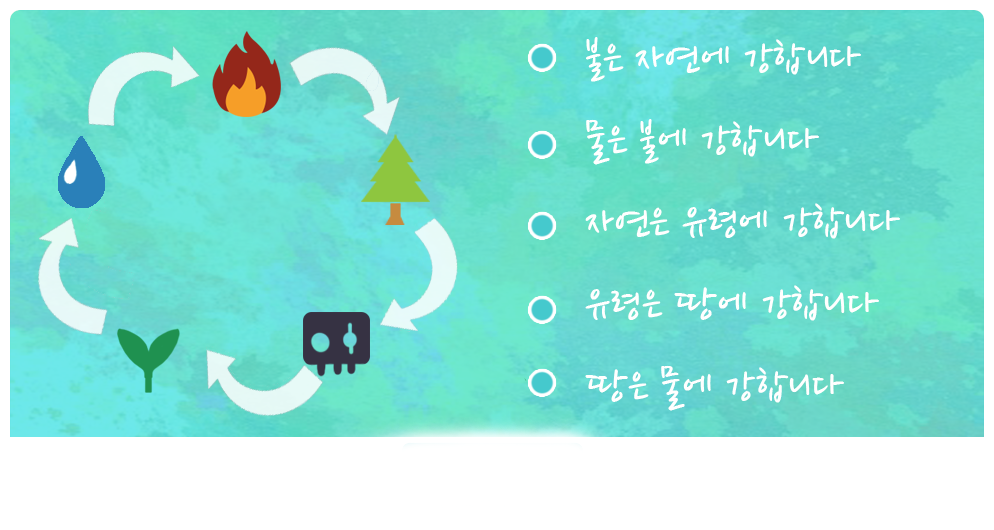 불은 자연에 강합니다
물은 불에 강합니다
자연은 유령에 강합니다
유령은 땅에 강합니다
땅은 물에 강합니다